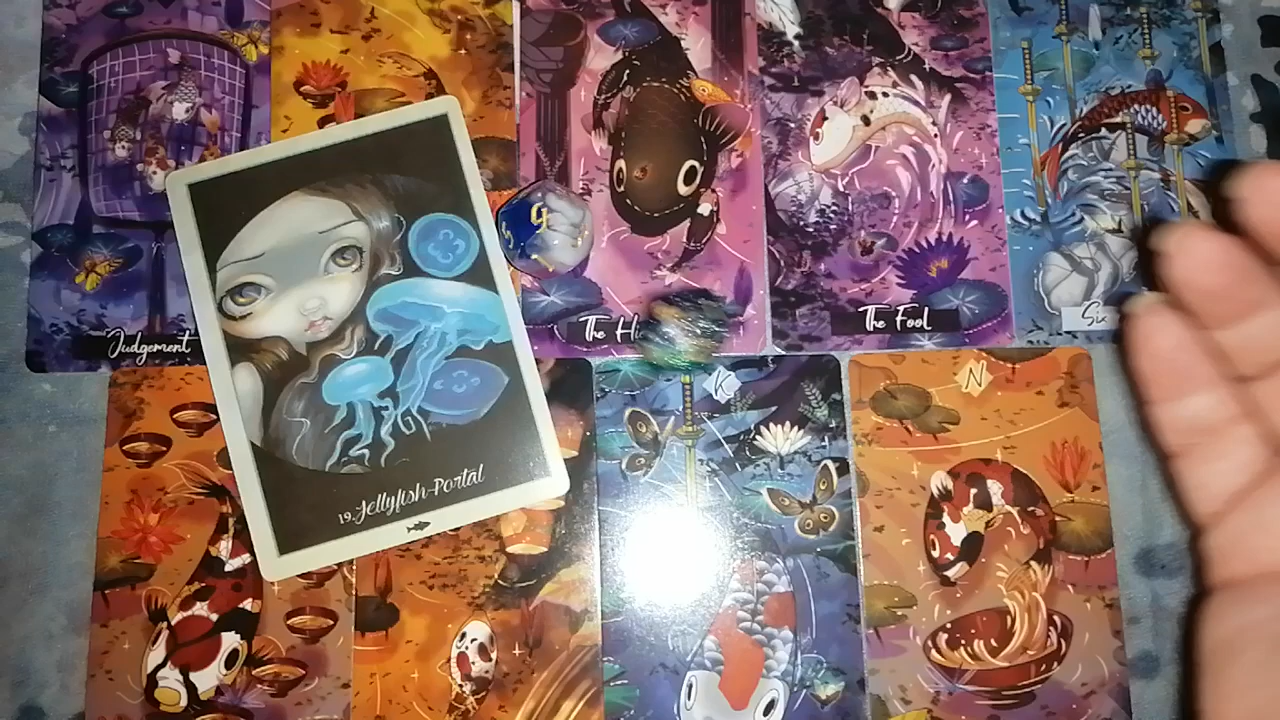 Judgement
The Hi
The Fool
Six
19. Jellyfish-Portal
K
N